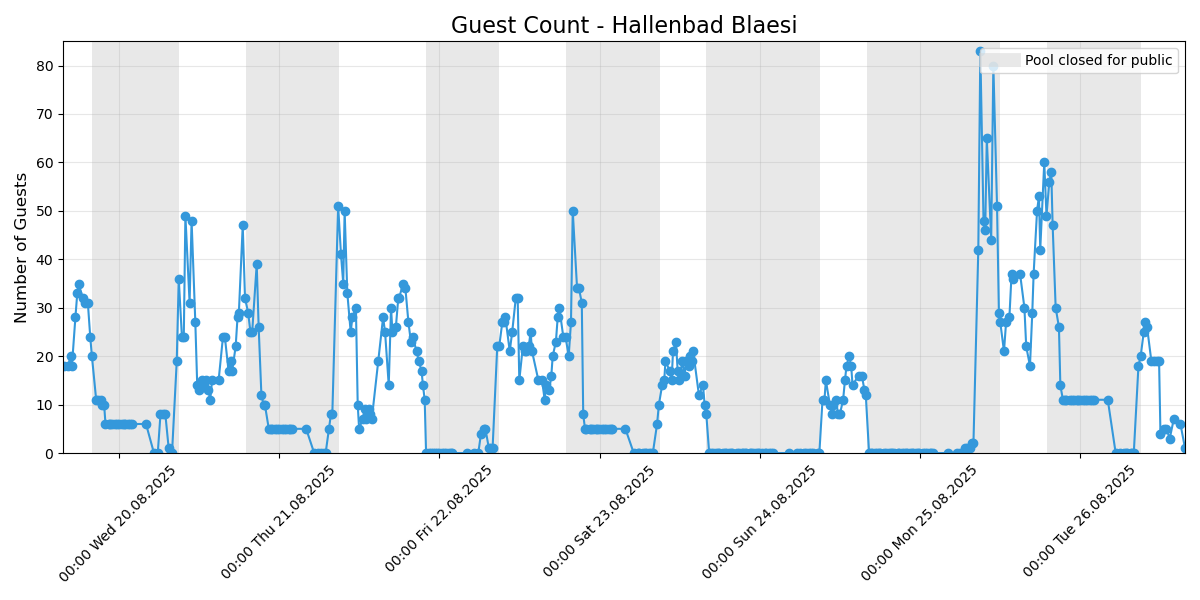 Guest Count - Hallenbad Blaesi
Pool closed for public
Number of Guests
80
70
60
50
40
30
20
10
0
00:00 Wed 20.08.2025
00:00 Thu 21.08.2025
00:00 Fri 22.08.2025
00:00 Sat 23.08.2025
00:00 Sun 24.08.2025
00:00 Mon 25.08.2025
00:00 Tue 26.08.2025